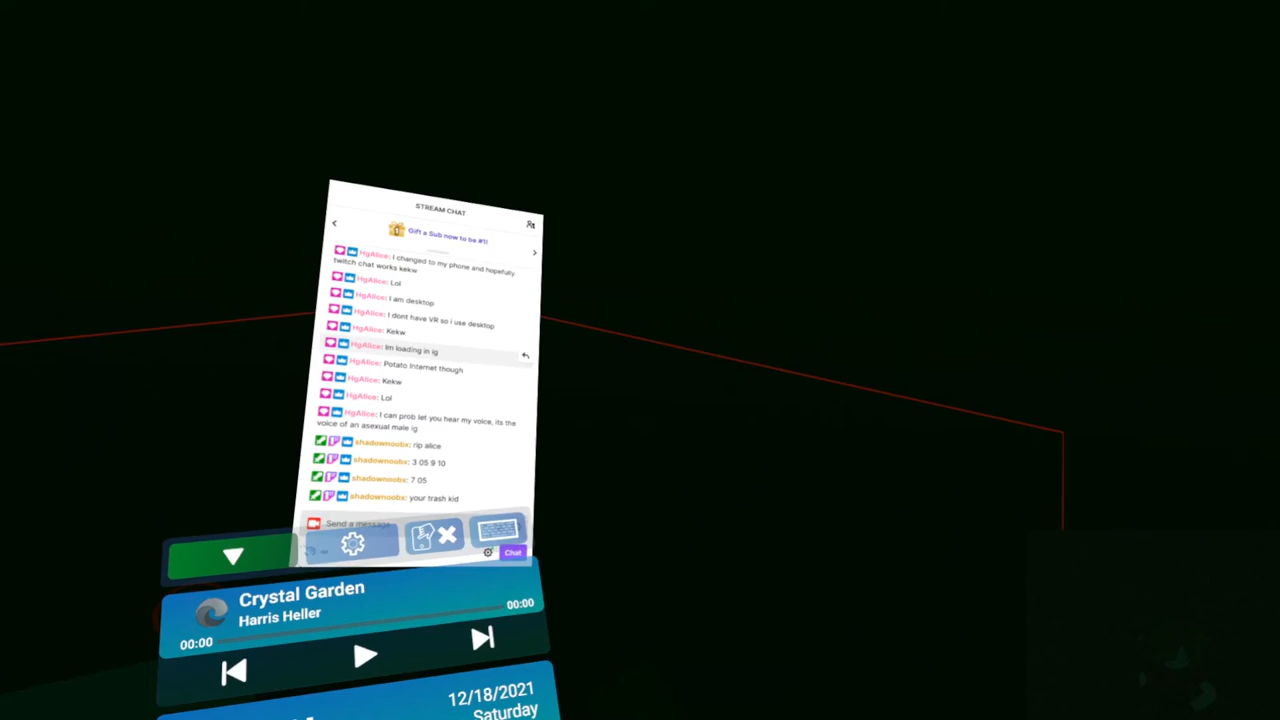 STREAM CHAT
Gift a Sub now to be #1!
HgAlice: I changed to my phone and hopefully
twitch chat works kekw
HgAlice: Lol
HgAlice: I am desktop
HgAlice: I dont have VR so i use desktop
HgAlice: Kekw
HgAlice: Im loading in ig
HgAlice: Potato Internet though
HgAlice: Kekw
HgAlice: Lol
HgAlice: I can prob let you hear my voice, its the
voice of an asexual male ig
shadownoobx: rip alice
shadownoobx: 3 05 9 10
shadownoobx: 7 05
shadownoobx: your trash kid
Send a message
Chat
Crystal Garden
Harris Heller
00:00
00:00
12/18/2021
Saturday